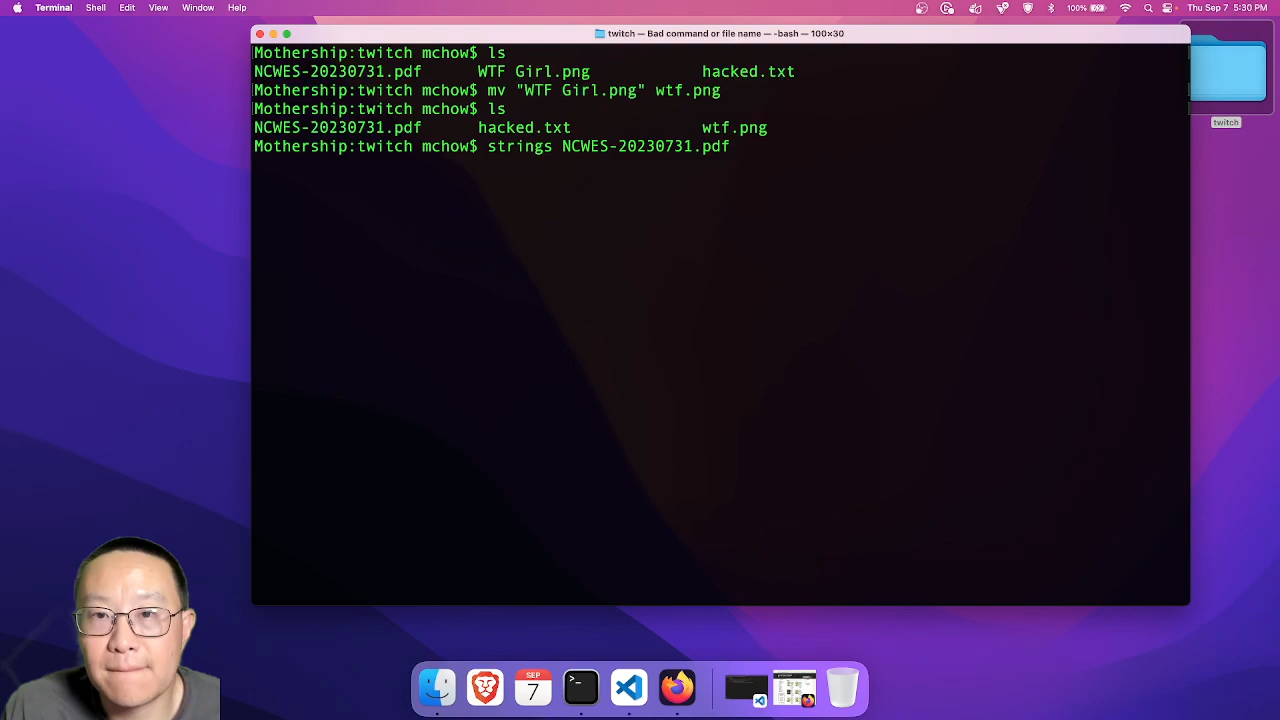 Terminal Shell Edit View Window Help 100% Thu Sep 7 5:30 PM
twitch — Bad command or file name — -bash — 100×30
Mothership:twitch mchow$ ls
NCWES-20230731.pdf WTF Girl.png hacked.txt
Mothership:twitch mchow$ mv "WTF Girl.png" wtf.png
Mothership:twitch mchow$ ls
NCWES-20230731.pdf hacked.txt wtf.png
Mothership:twitch mchow$ strings NCWES-20230731.pdf
twitch
SEP
7